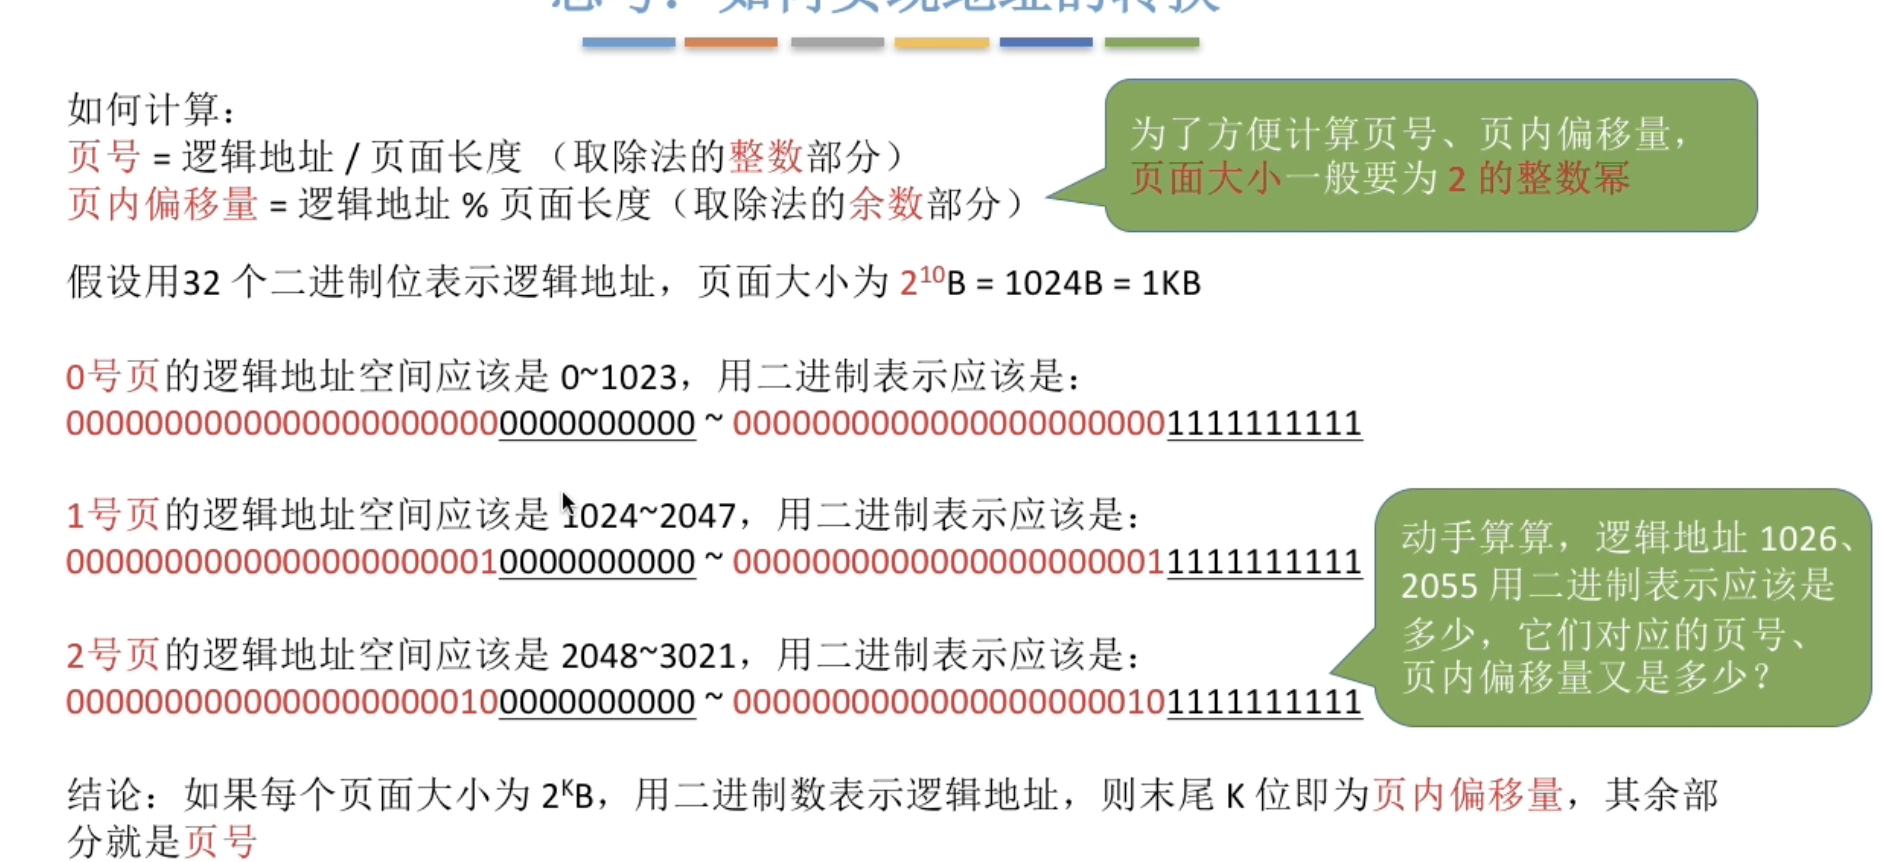 思考：如何实现地址的转换
如何计算：
页号 = 逻辑地址 / 页面长度 （取除法的整数部分）
页内偏移量 = 逻辑地址 % 页面长度（取除法的余数部分）
为了方便计算页号、页内偏移量，
页面大小一般要为 2 的整数幂
假设用32 个二进制位表示逻辑地址，页面大小为 2¹⁰B = 1024B = 1KB
0号页的逻辑地址空间应该是 0~1023，用二进制表示应该是：
00000000000000000000000000000000 ~ 00000000000000000000001111111111
1号页的逻辑地址空间应该是 1024~2047，用二进制表示应该是：
00000000000000000000010000000000 ~ 00000000000000000000011111111111
2号页的逻辑地址空间应该是 2048~3021，用二进制表示应该是：
00000000000000000000100000000000 ~ 00000000000000000000101111111111
动手算算，逻辑地址 1026、
2055 用二进制表示应该是
多少，它们对应的页号、
页内偏移量又是多少？
结论：如果每个页面大小为 2ᴷB，用二进制数表示逻辑地址，则末尾 K 位即为页内偏移量，其余部
分就是页号